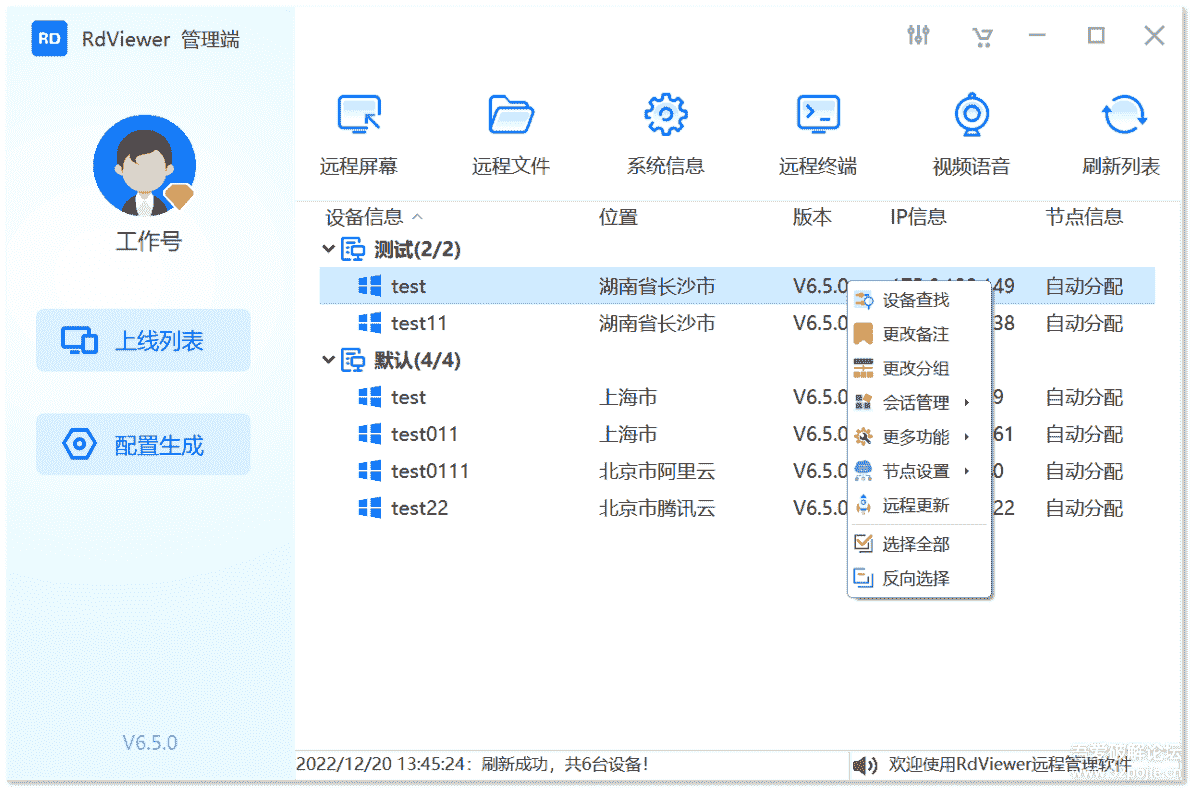 RD RdViewer 管理端
工作号
上线列表
配置生成
V6.5.0
远程屏幕 远程文件 系统信息 远程终端 视频语音 刷新列表
设备信息 位置 版本 IP信息 节点信息
测试(2/2)
test 湖南省长沙市 V6.5.0 49 自动分配
test11 湖南省长沙市 V6.5.0 38 自动分配
默认(4/4)
test 上海市 V6.5.0 9 自动分配
test011 上海市 V6.5.0 61 自动分配
test0111 北京市阿里云 V6.5.0 0 自动分配
test22 北京市腾讯云 V6.5.0 22 自动分配
设备查找
更改备注
更改分组
会话管理
更多功能
节点设置
远程更新
选择全部
反向选择
2022/12/20 13:45:24：刷新成功，共6台设备!
欢迎使用RdViewer远程管理软件
吾爱破解论坛
www.52pojie.cn